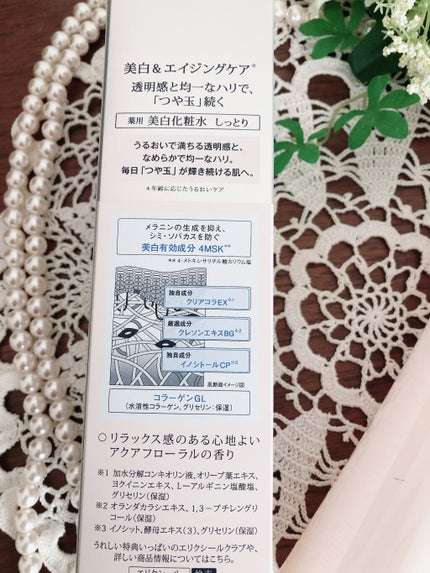 美白&エイジングケア*
透明感と均一なハリで、
「つや玉」続く
薬用 美白化粧水 しっとり
うるおいで満ちる透明感と、
なめらかで均一なハリ。
毎日「つや玉」が輝き続ける肌へ。
*年齢に応じたうるおいケア
メラニンの生成を抑え、
シミ・ソバカスを防ぐ
美白有効成分 4MSK**
** 4-メトキシサリチル酸カリウム塩
独自成分
クリアコラEX※1
厳選成分
クレソンエキスBG※2
独自成分
イノシトールCP※3
肌断面イメージ図
コラーゲンGL
(水溶性コラーゲン、グリセリン:保湿)
○リラックス感のある心地よい
アクアフローラルの香り
※1 加水分解コンキオリン液、オリーブ葉エキス、
ヨクイニンエキス、L-アルギニン塩酸塩、
グリセリン(保湿)
※2 オランダカラシエキス、1,3-ブチレングリ
コール(保湿)
※3 イノシット、酵母エキス(3)、グリセリン(保湿)
うれしい特典いっぱいのエリクシールクラブや、
詳しい商品情報についてはこちら。
エリクシール 検索